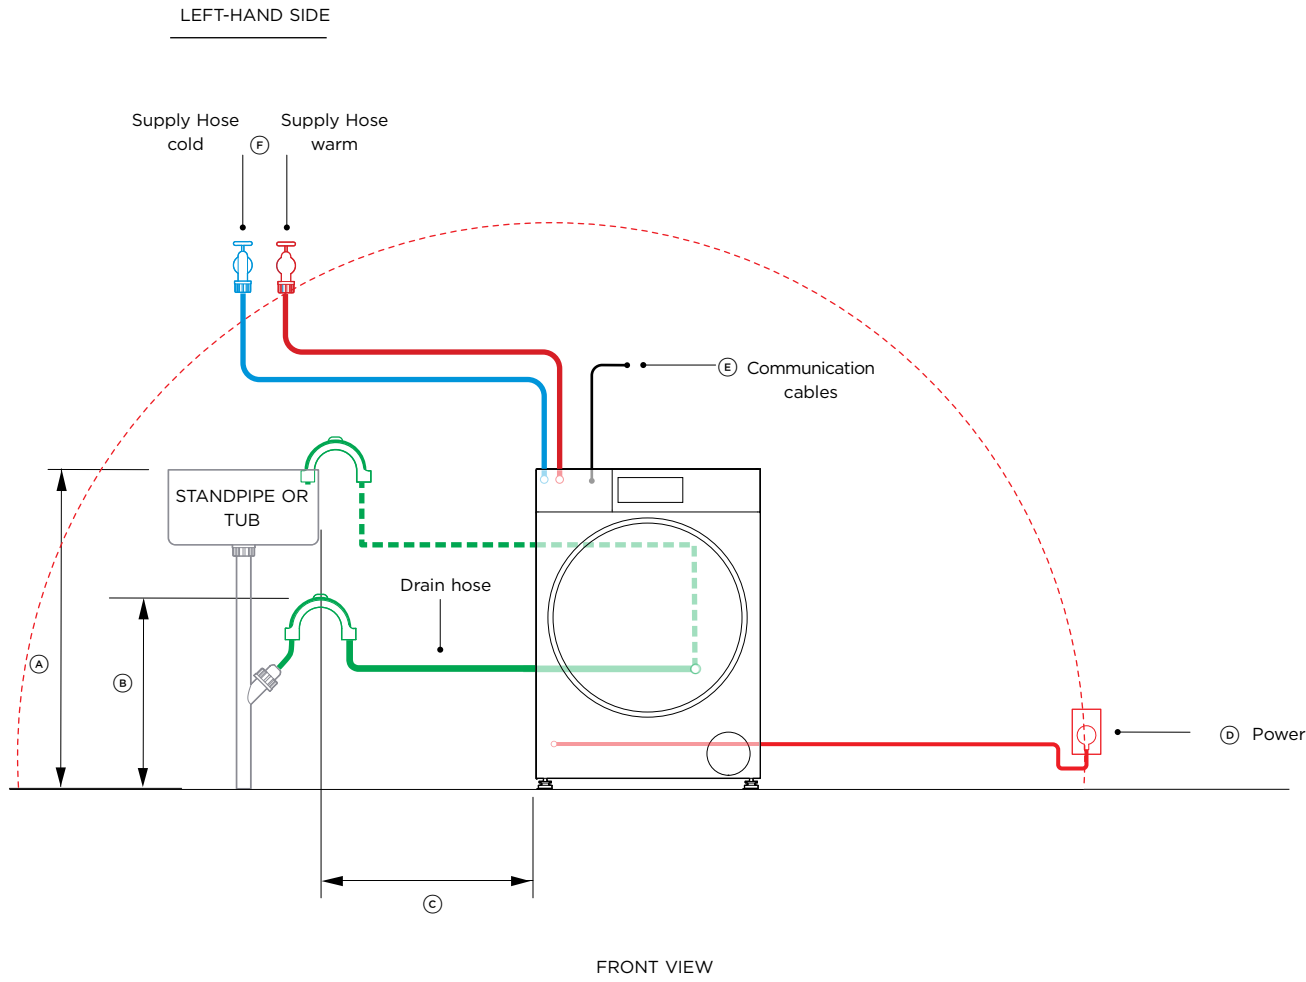 LEFT-HAND SIDE
Supply Hose
cold
F
Supply Hose
warm
E
Communication
cables
STANDPIPE OR
TUB
Drain hose
A
B
D
Power
C
FRONT VIEW